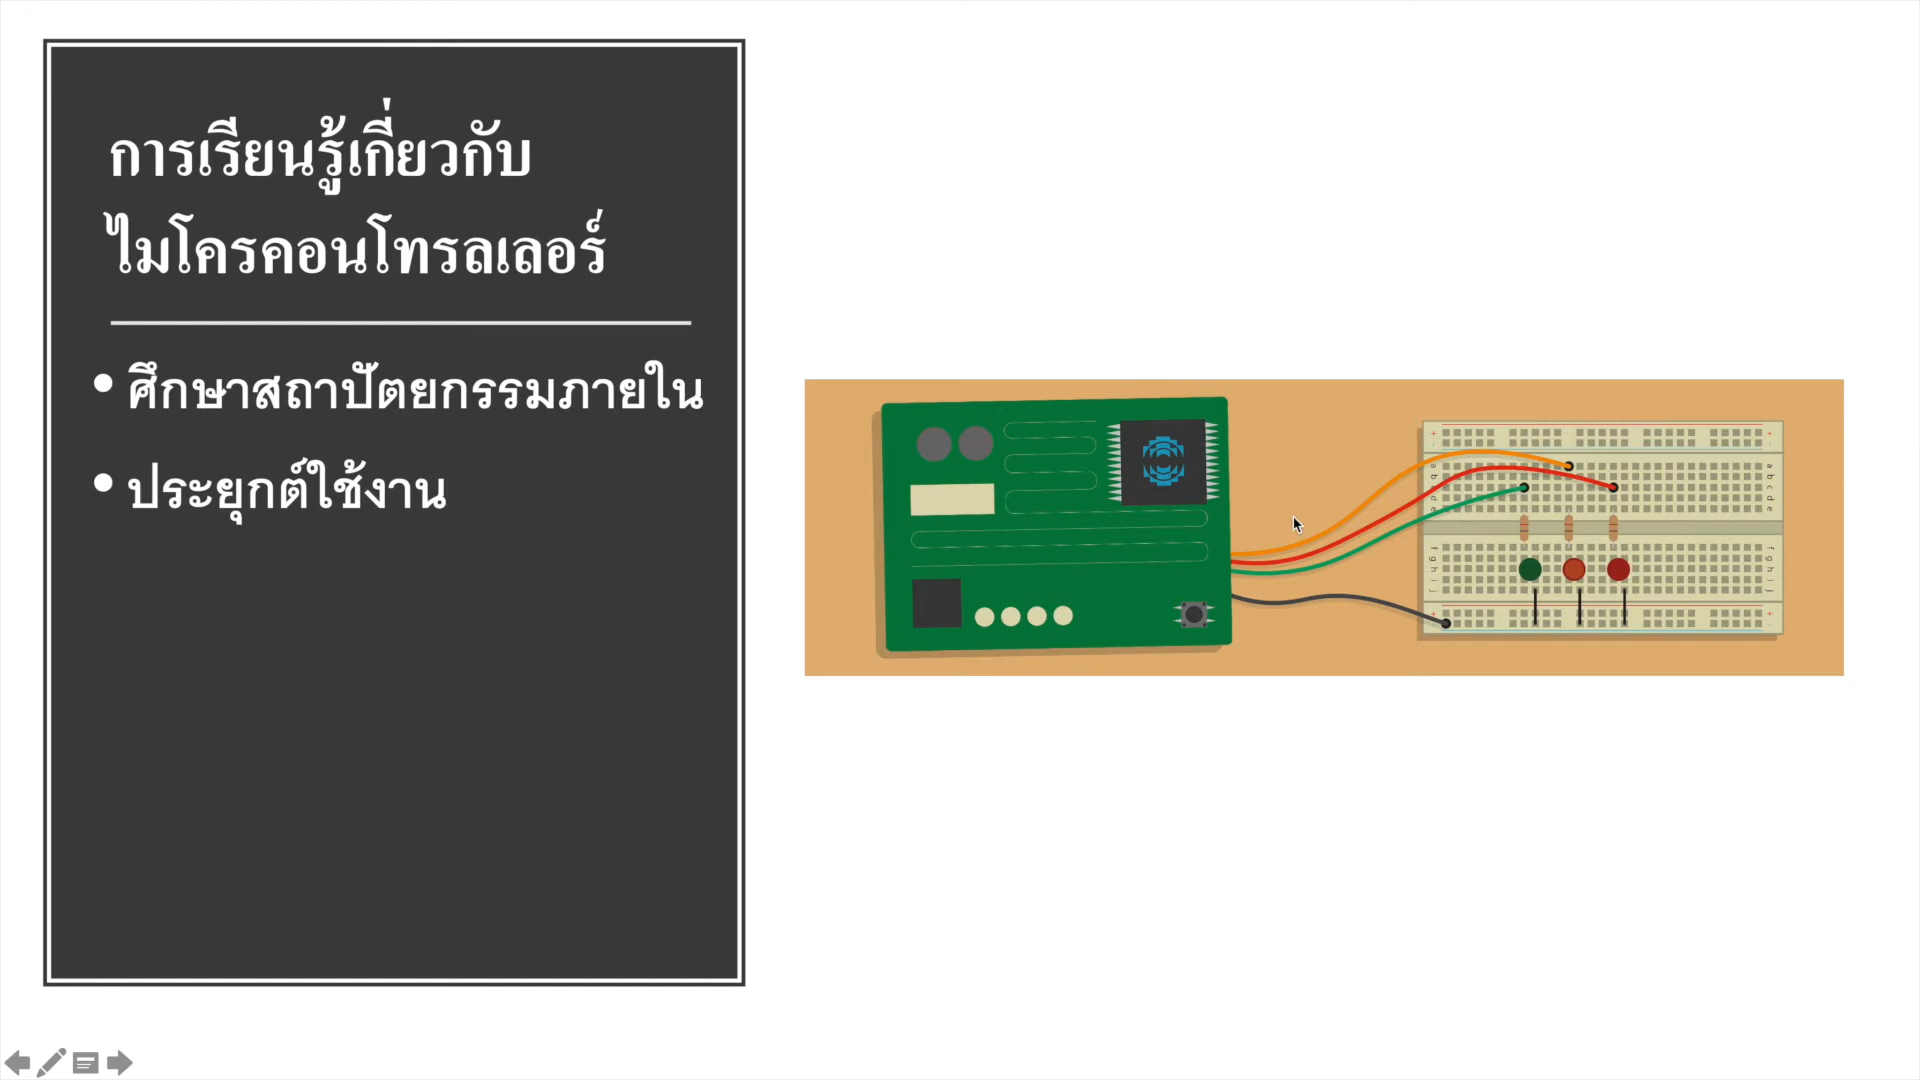 การเรียนรู้เกี่ยวกับ
ไมโครคอนโทรลเลอร์
• ศึกษาสถาปัตยกรรมภายใน
• ประยุกต์ใช้งาน